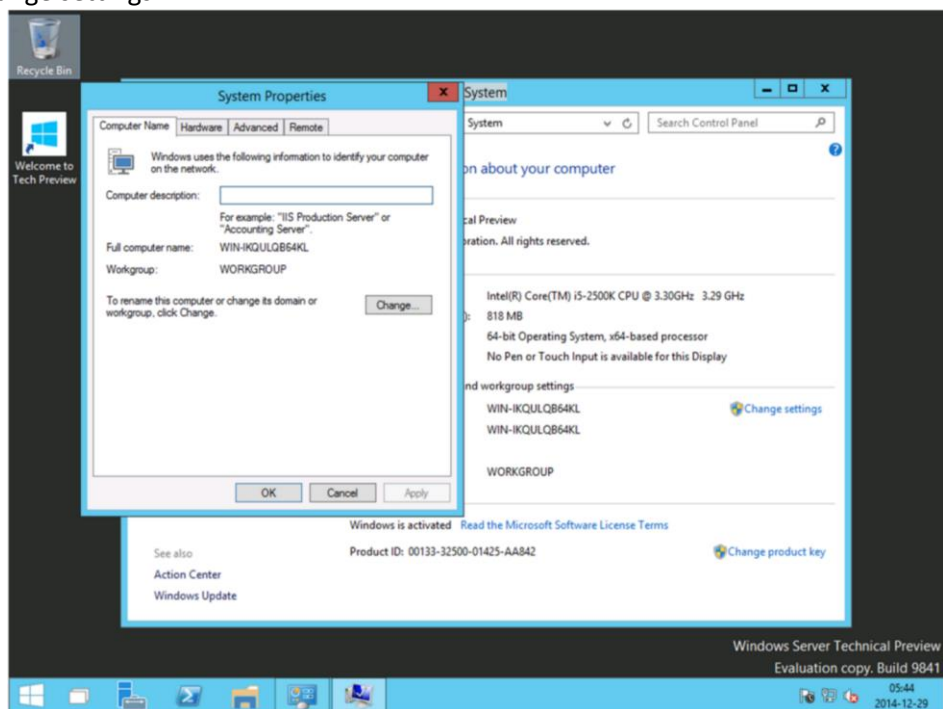 Recycle Bin
Welcome to
Tech Preview
System Properties
Computer Name Hardware Advanced Remote
Windows uses the following information to identify your computer
on the network.
Computer description:
For example: "IIS Production Server" or
"Accounting Server".
Full computer name: WIN-IKQULQB64KL
Workgroup: WORKGROUP
To rename this computer or change its domain or
workgroup, click Change.
Change...
OK Cancel Apply
System
System Search Control Panel
on about your computer
cal Preview
oration. All rights reserved.
Intel(R) Core(TM) i5-2500K CPU @ 3.30GHz 3.29 GHz
818 MB
64-bit Operating System, x64-based processor
No Pen or Touch Input is available for this Display
nd workgroup settings
WIN-IKQULQB64KL Change settings
WIN-IKQULQB64KL
WORKGROUP
Windows is activated Read the Microsoft Software License Terms
Product ID: 00133-32500-01425-AA842 Change product key
See also
Action Center
Windows Update
Windows Server Technical Preview
Evaluation copy. Build 9841
05:44
2014-12-29